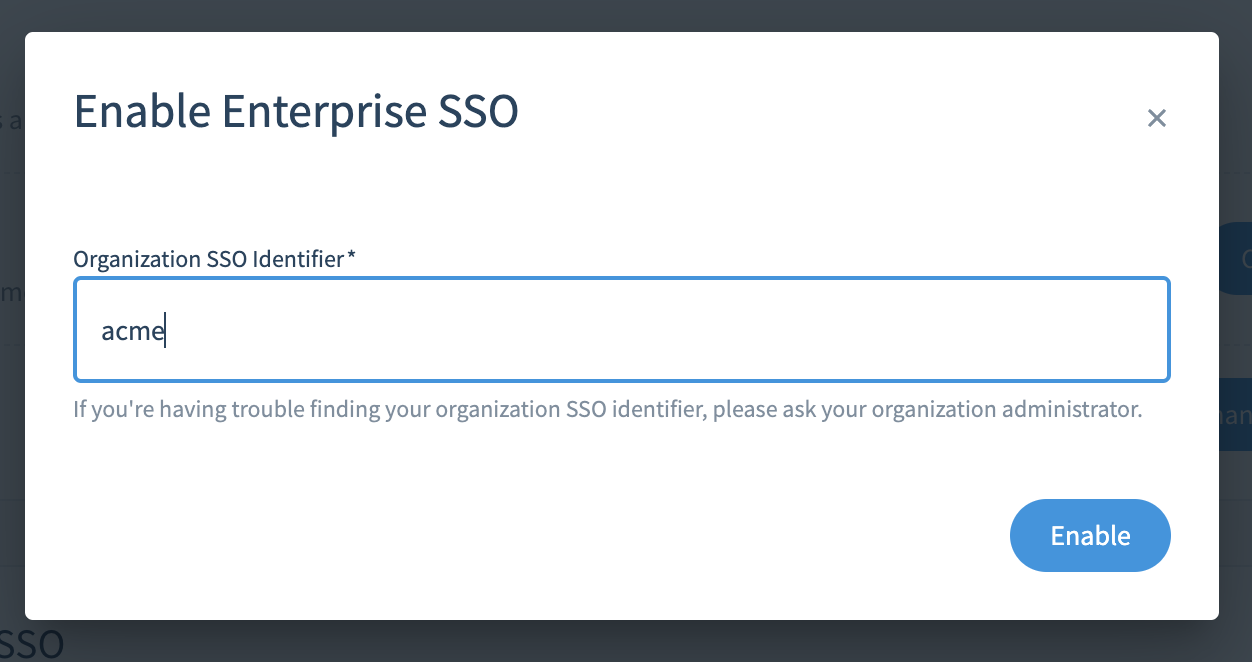 Enable Enterprise SSO
Organization SSO Identifier*
acme
If you're having trouble finding your organization SSO identifier, please ask your organization administrator.
Enable
SSO